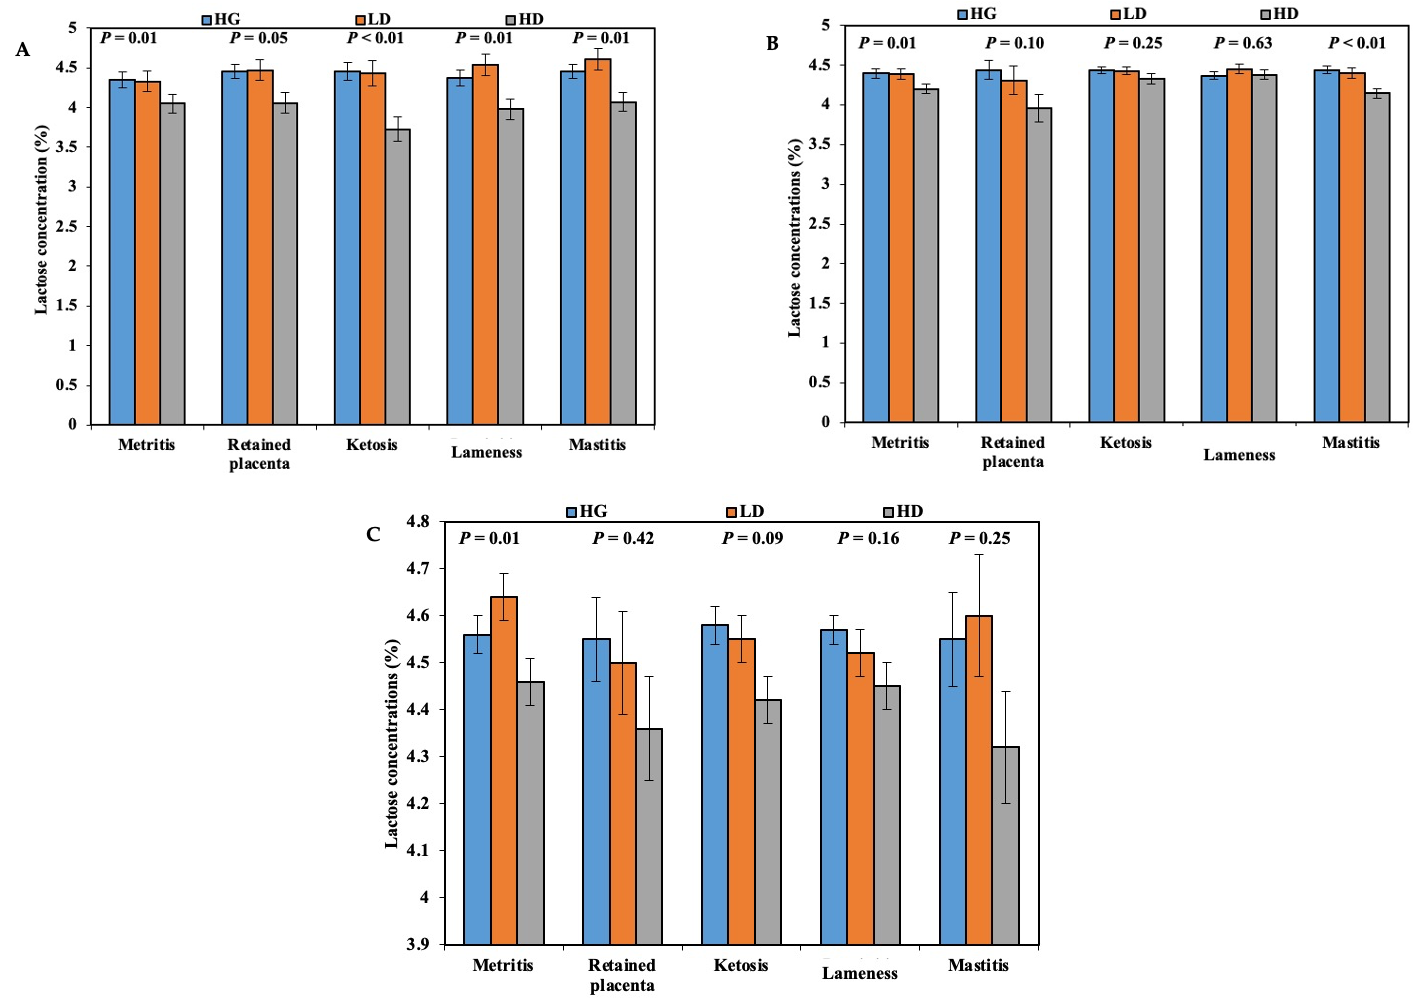 HG LD HD
A
P = 0.01 P = 0.05 P < 0.01 P = 0.01 P = 0.01
Lactose concentration (%)
5
4.5
4
3.5
3
2.5
2
1.5
1
0.5
0
Metritis Retained placenta Ketosis Lameness Mastitis
HG LD HD
B
P = 0.01 P = 0.10 P = 0.25 P = 0.63 P < 0.01
Lactose concentrations (%)
5
4.5
4
3.5
3
2.5
2
1.5
1
0.5
0
Metritis Retained placenta Ketosis Lameness Mastitis
HG LD HD
C
P = 0.01 P = 0.42 P = 0.09 P = 0.16 P = 0.25
Lactose concentrations (%)
4.8
4.7
4.6
4.5
4.4
4.3
4.2
4.1
4
3.9
Metritis Retained placenta Ketosis Lameness Mastitis